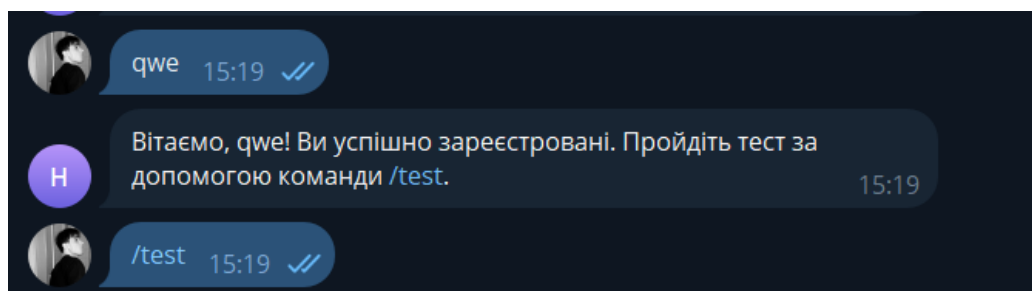 qwe 15:19
H
Вітаємо, qwe! Ви успішно зареєстровані. Пройдіть тест за
допомогою команди /test.
15:19
/test 15:19